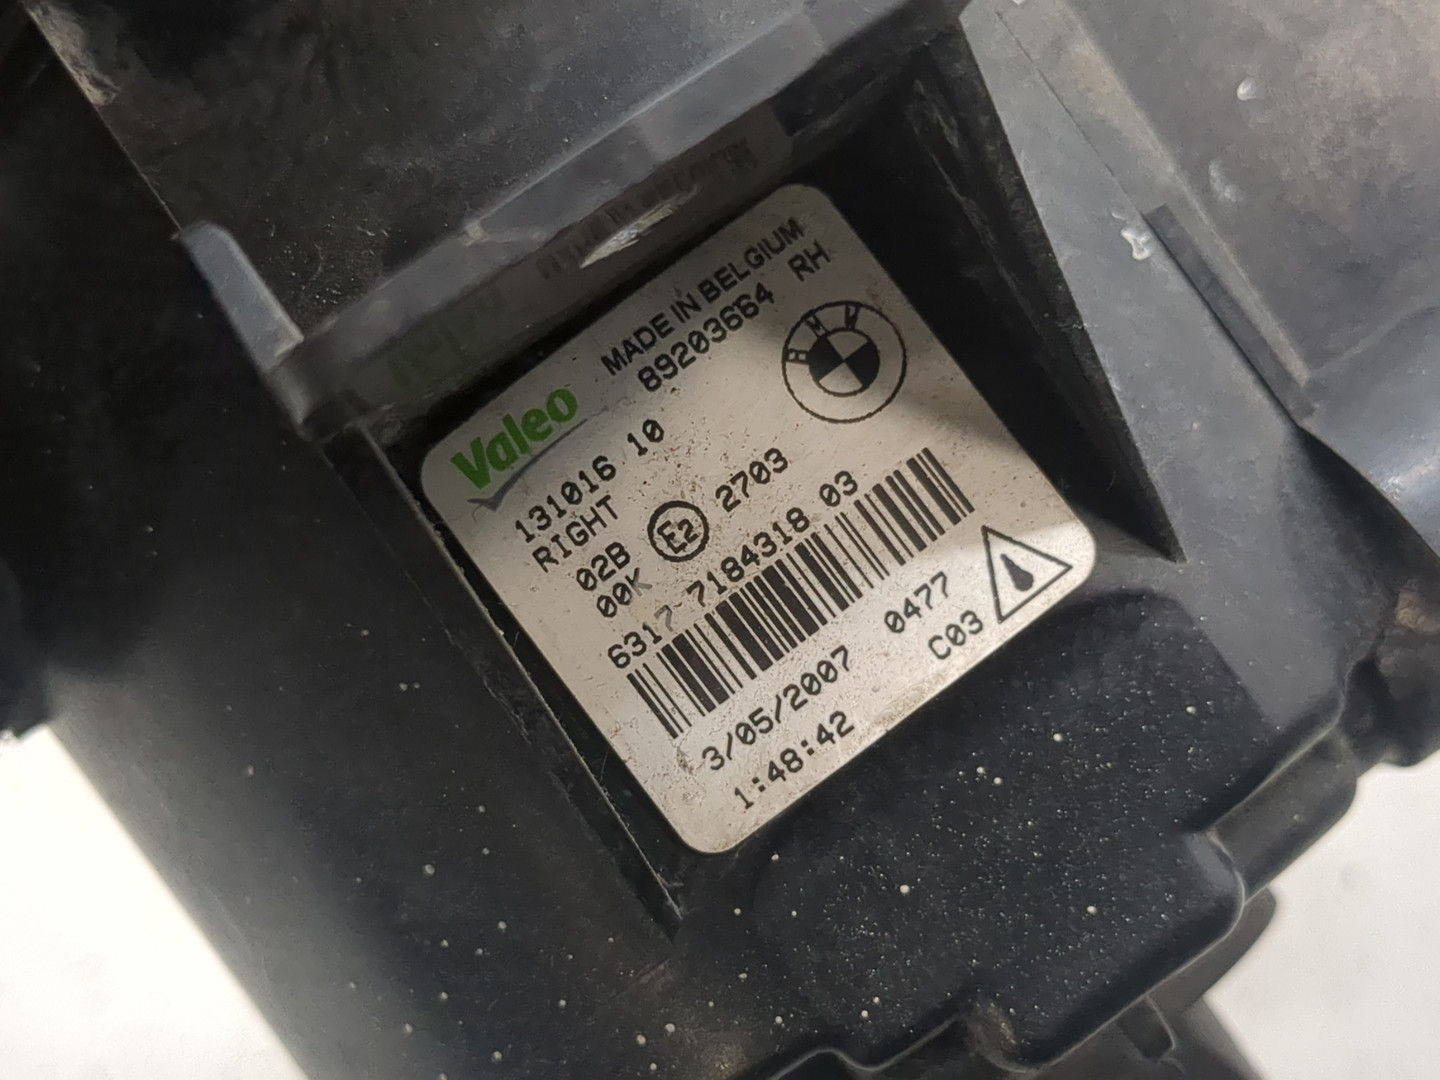 Valeo MADE IN BELGIUM
89203664 RH
131016 10
BMW
RIGHT
02B E2 2703
00K
6317 7184318 03
3/05/2007 0477
1:48:42 C03